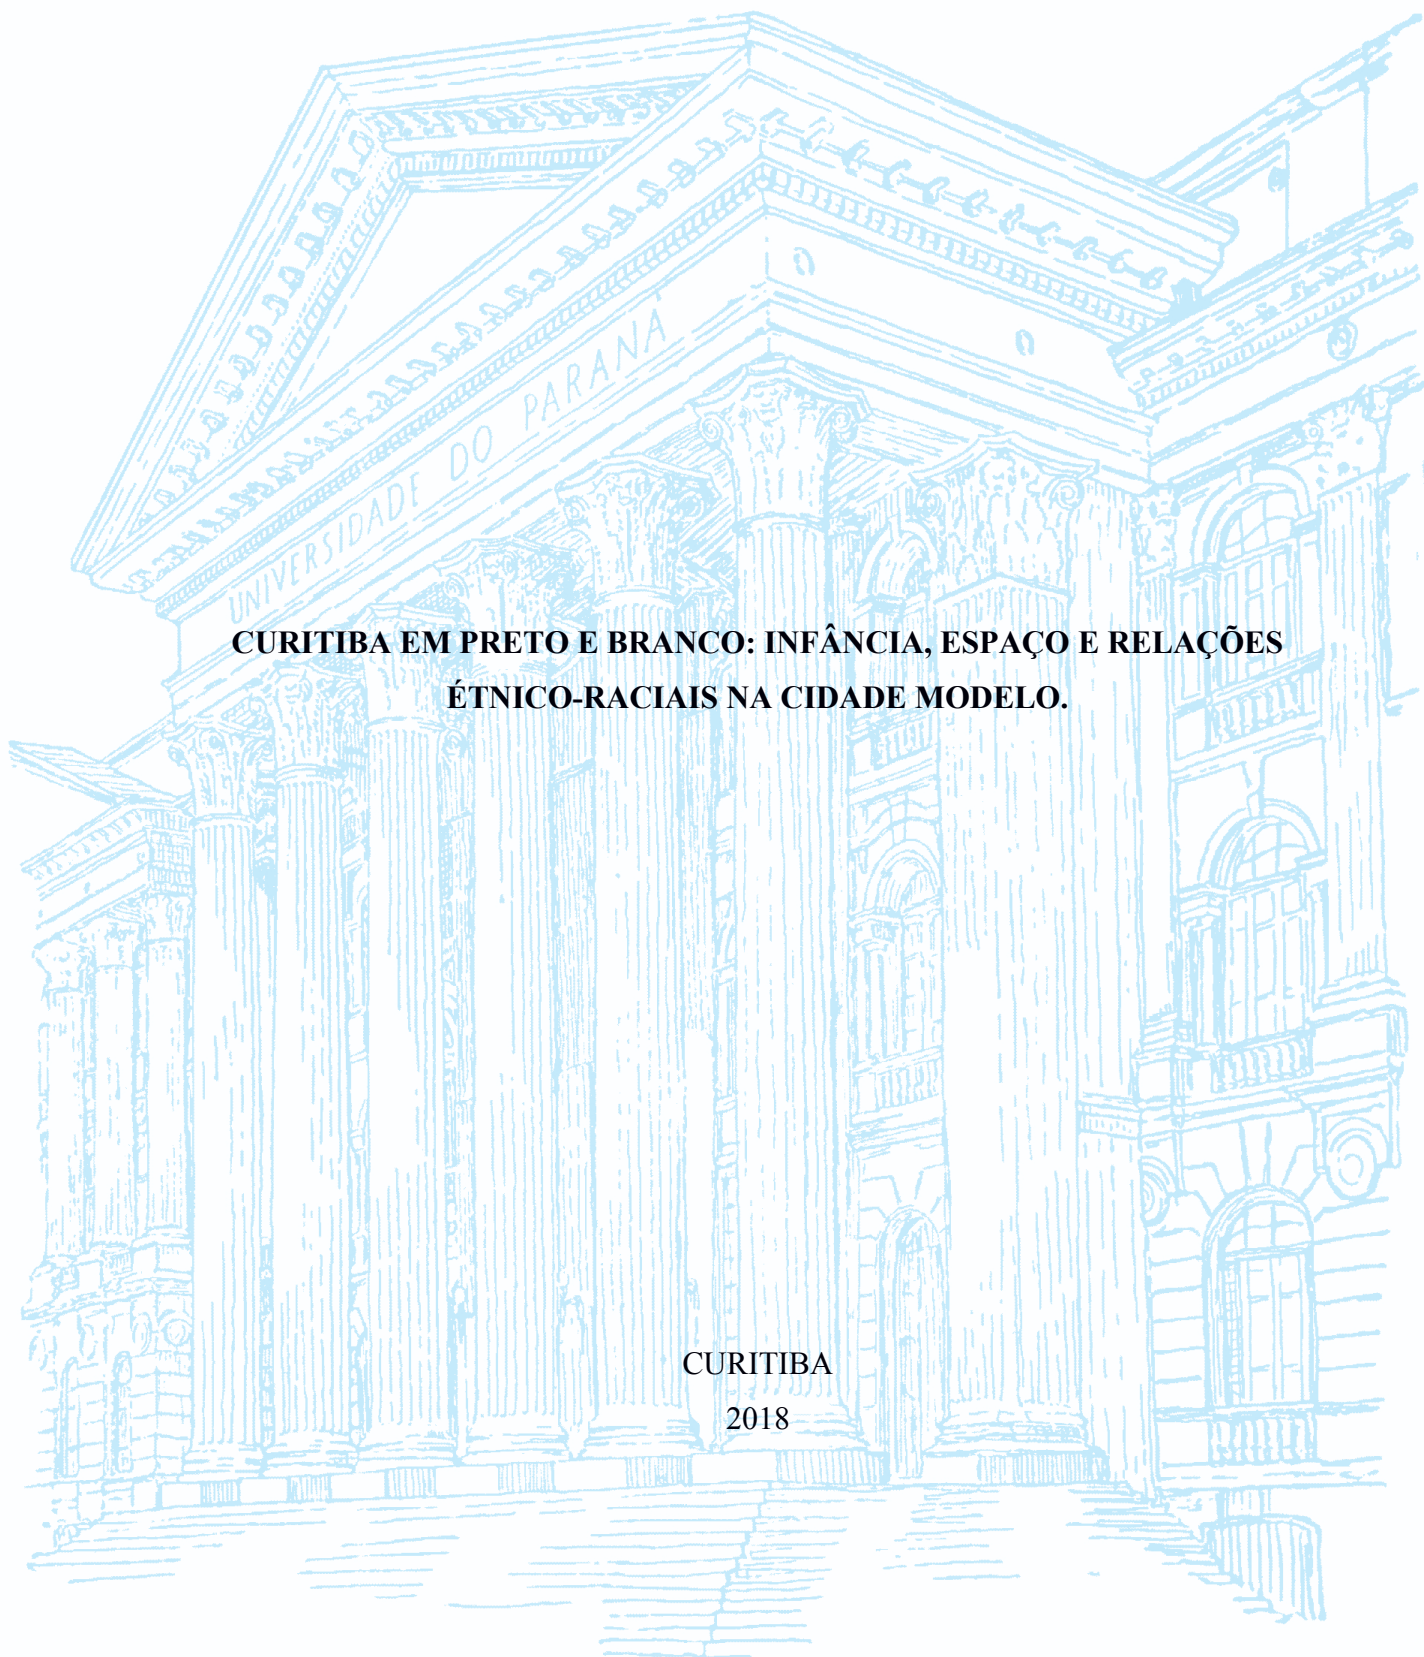 UNIVERSIDADE DO PARANÁ
CURITIBA EM PRETO E BRANCO: INFÂNCIA, ESPAÇO E RELAÇÕES
ÉTNICO-RACIAIS NA CIDADE MODELO.
CURITIBA
2018